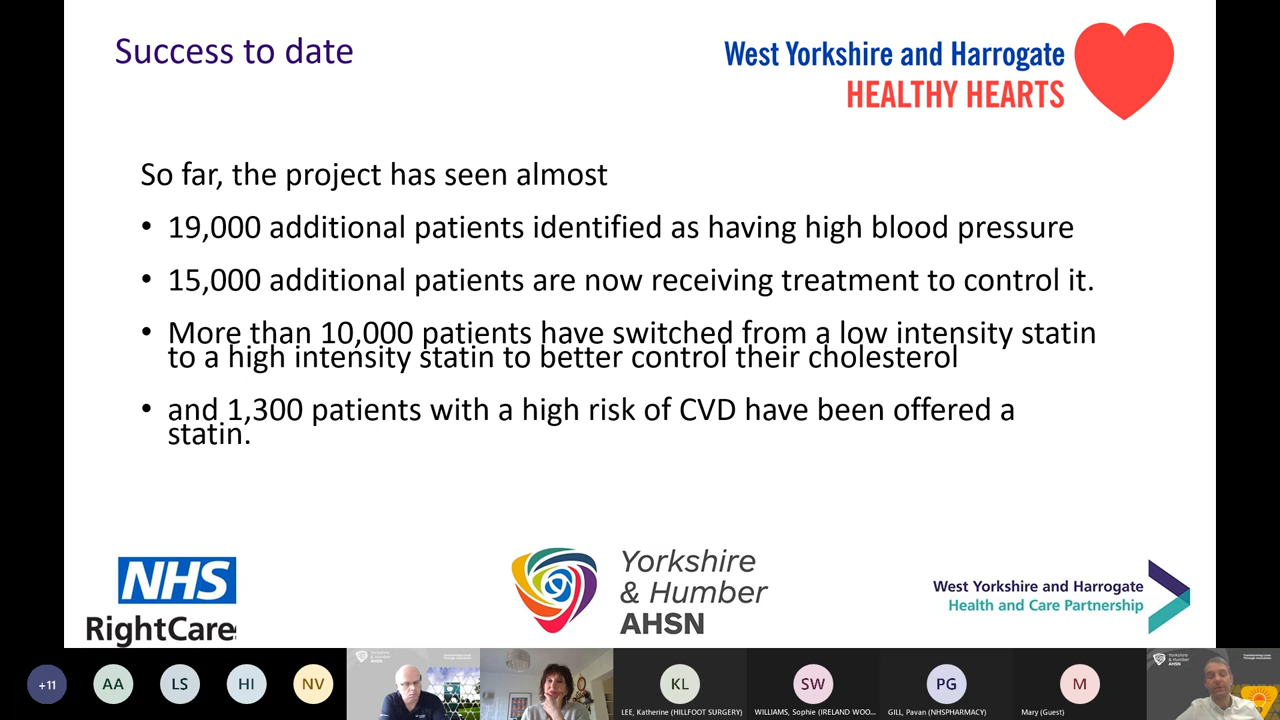 Success to date
West Yorkshire and Harrogate
HEALTHY HEARTS
So far, the project has seen almost
• 19,000 additional patients identified as having high blood pressure
• 15,000 additional patients are now receiving treatment to control it.
• More than 10,000 patients have switched from a low intensity statin
to a high intensity statin to better control their cholesterol
• and 1,300 patients with a high risk of CVD have been offered a
statin.
NHS
RightCare
Yorkshire
& Humber
AHSN
West Yorkshire and Harrogate
Health and Care Partnership
+11
AA
LS
HI
NV
AHSN
KL
LEE, Katherine (HILLFOOT SURGERY)
SW
WILLIAMS, Sophie (IRELAND WOO...
PG
GILL, Pavan (NHSPHARMACY)
M
Mary (Guest)
Yorkshire
& Humber
AHSN